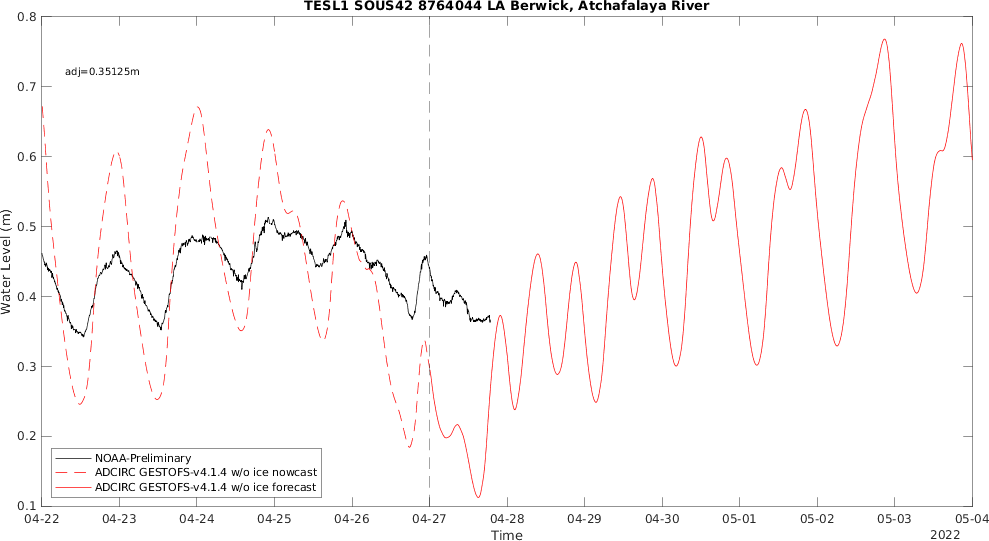 TESL1 SOUS42 8764044 LA Berwick, Atchafalaya River
0.8
adj=0.35125m
0.7
0.6
0.5
0.4
0.3
0.2
0.1
Water Level (m)
NOAA-Preliminary
ADCIRC GESTOFS-v4.1.4 w/o ice nowcast
ADCIRC GESTOFS-v4.1.4 w/o ice forecast
04-22 04-23 04-24 04-25 04-26 04-27 04-28 04-29 04-30 05-01 05-02 05-03 05-04
Time
2022